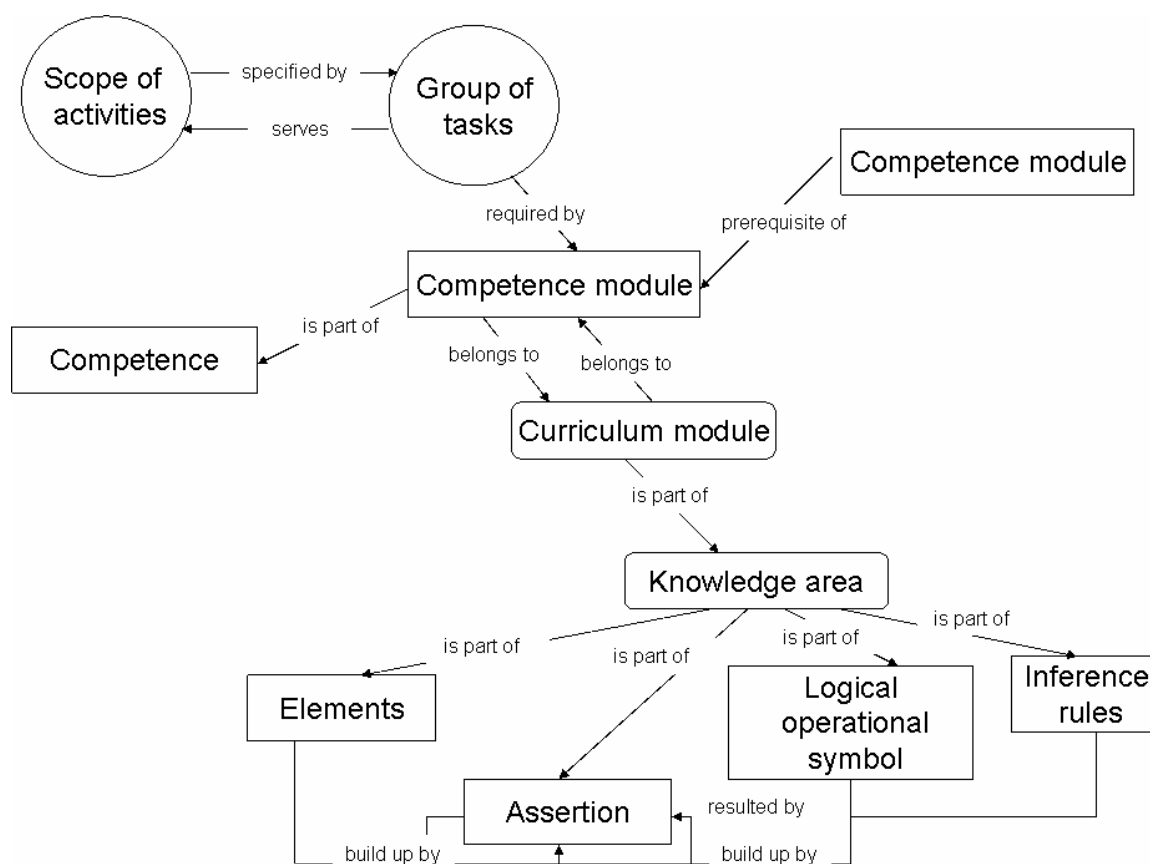 Scope of
activities
specified by
serves
Group of
tasks
Competence module
required by
prerequisite of
Competence module
is part of
Competence
belongs to
belongs to
Curriculum module
is part of
Knowledge area
is part of
is part of
is part of
is part of
Elements
Logical
operational
symbol
Inference
rules
Assertion
resulted by
build up by
build up by